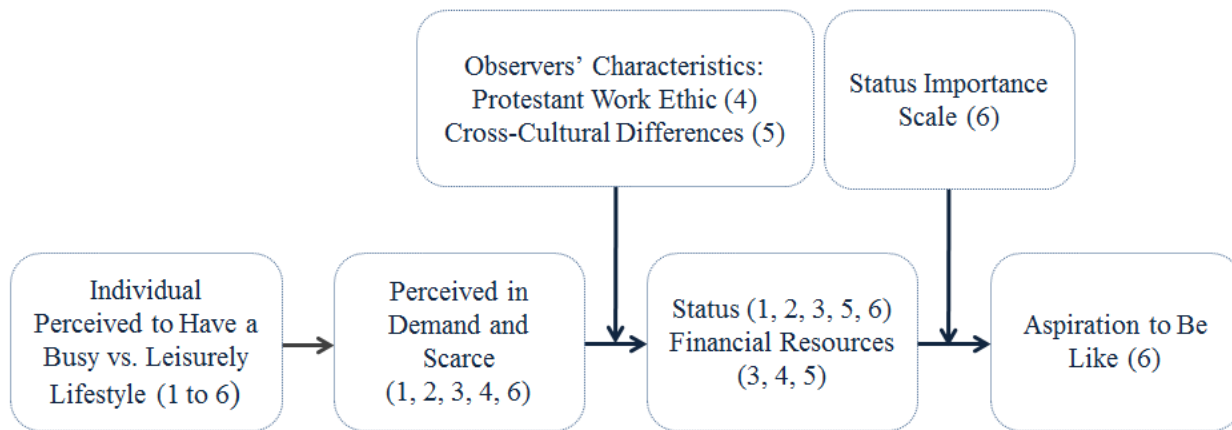 Observers’ Characteristics:
Protestant Work Ethic (4)
Cross-Cultural Differences (5)
Status Importance
Scale (6)
Individual
Perceived to Have a
Busy vs. Leisurely
Lifestyle (1 to 6)
Perceived in
Demand and
Scarce
(1, 2, 3, 4, 6)
Status (1, 2, 3, 5, 6)
Financial Resources
(3, 4, 5)
Aspiration to Be
Like (6)